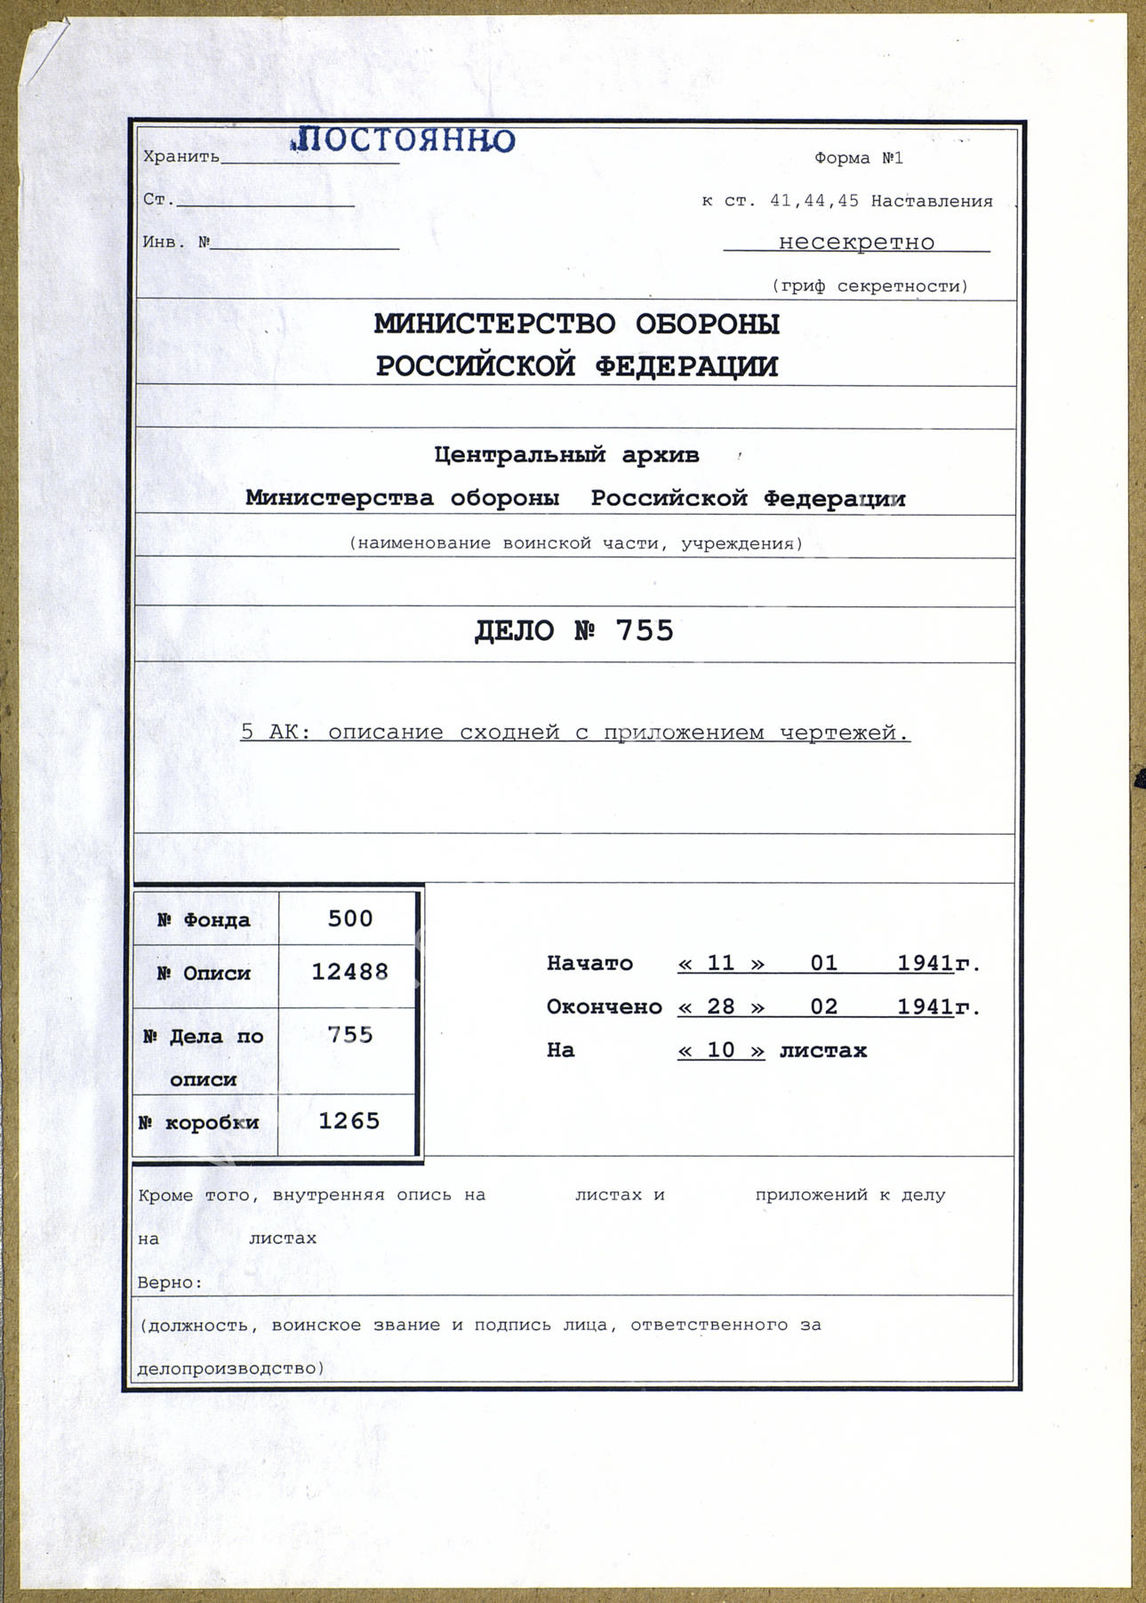 Хранить ПОСТОЯННО
Форма №1
Ст.
к ст. 41,44,45 Наставления
Инв. №
несекретно
(гриф секретности)
МИНИСТЕРСТВО ОБОРОНЫ
РОССИЙСКОЙ ФЕДЕРАЦИИ
Центральный архив
Министерства обороны Российской Федерации
(наименование воинской части, учреждения)
ДЕЛО № 755
5 АК: описание сходней с приложением чертежей.
№ Фонда 500
№ Описи 12488
№ Дела по 755
описи
№ коробки 1265
Начато « 11 » 01 1941г.
Окончено « 28 » 02 1941г.
На « 10 » листах
Кроме того, внутренняя опись на листах и приложений к делу
на листах
Верно:
(должность, воинское звание и подпись лица, ответственного за
делопроизводство)